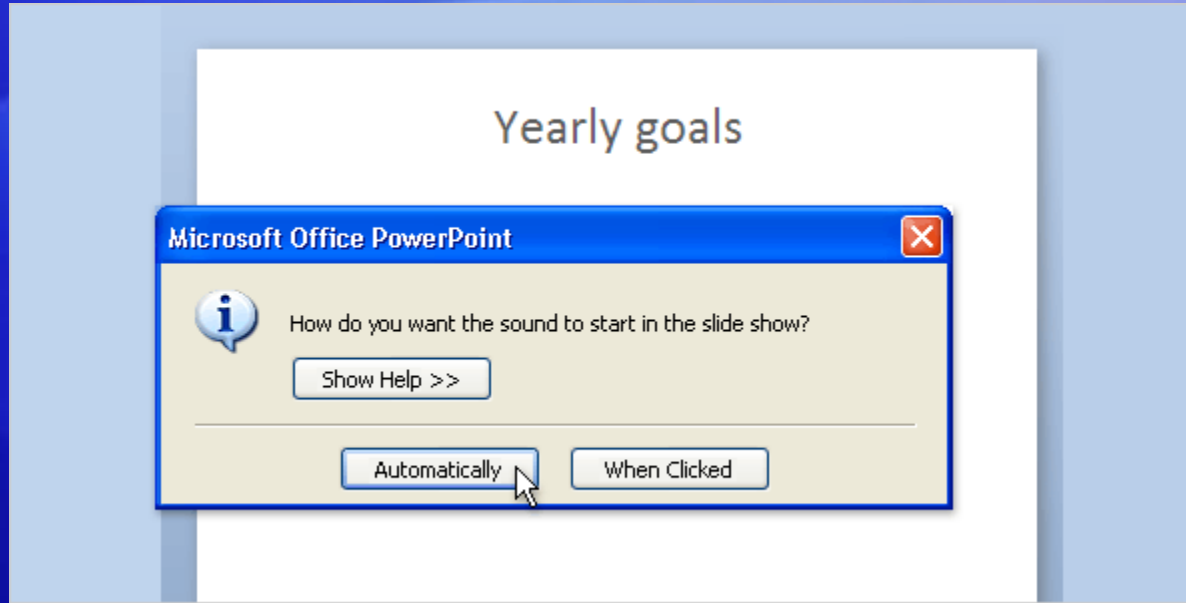 Yearly goals
Microsoft Office PowerPoint
How do you want the sound to start in the slide show?
Show Help >>
Automatically When Clicked